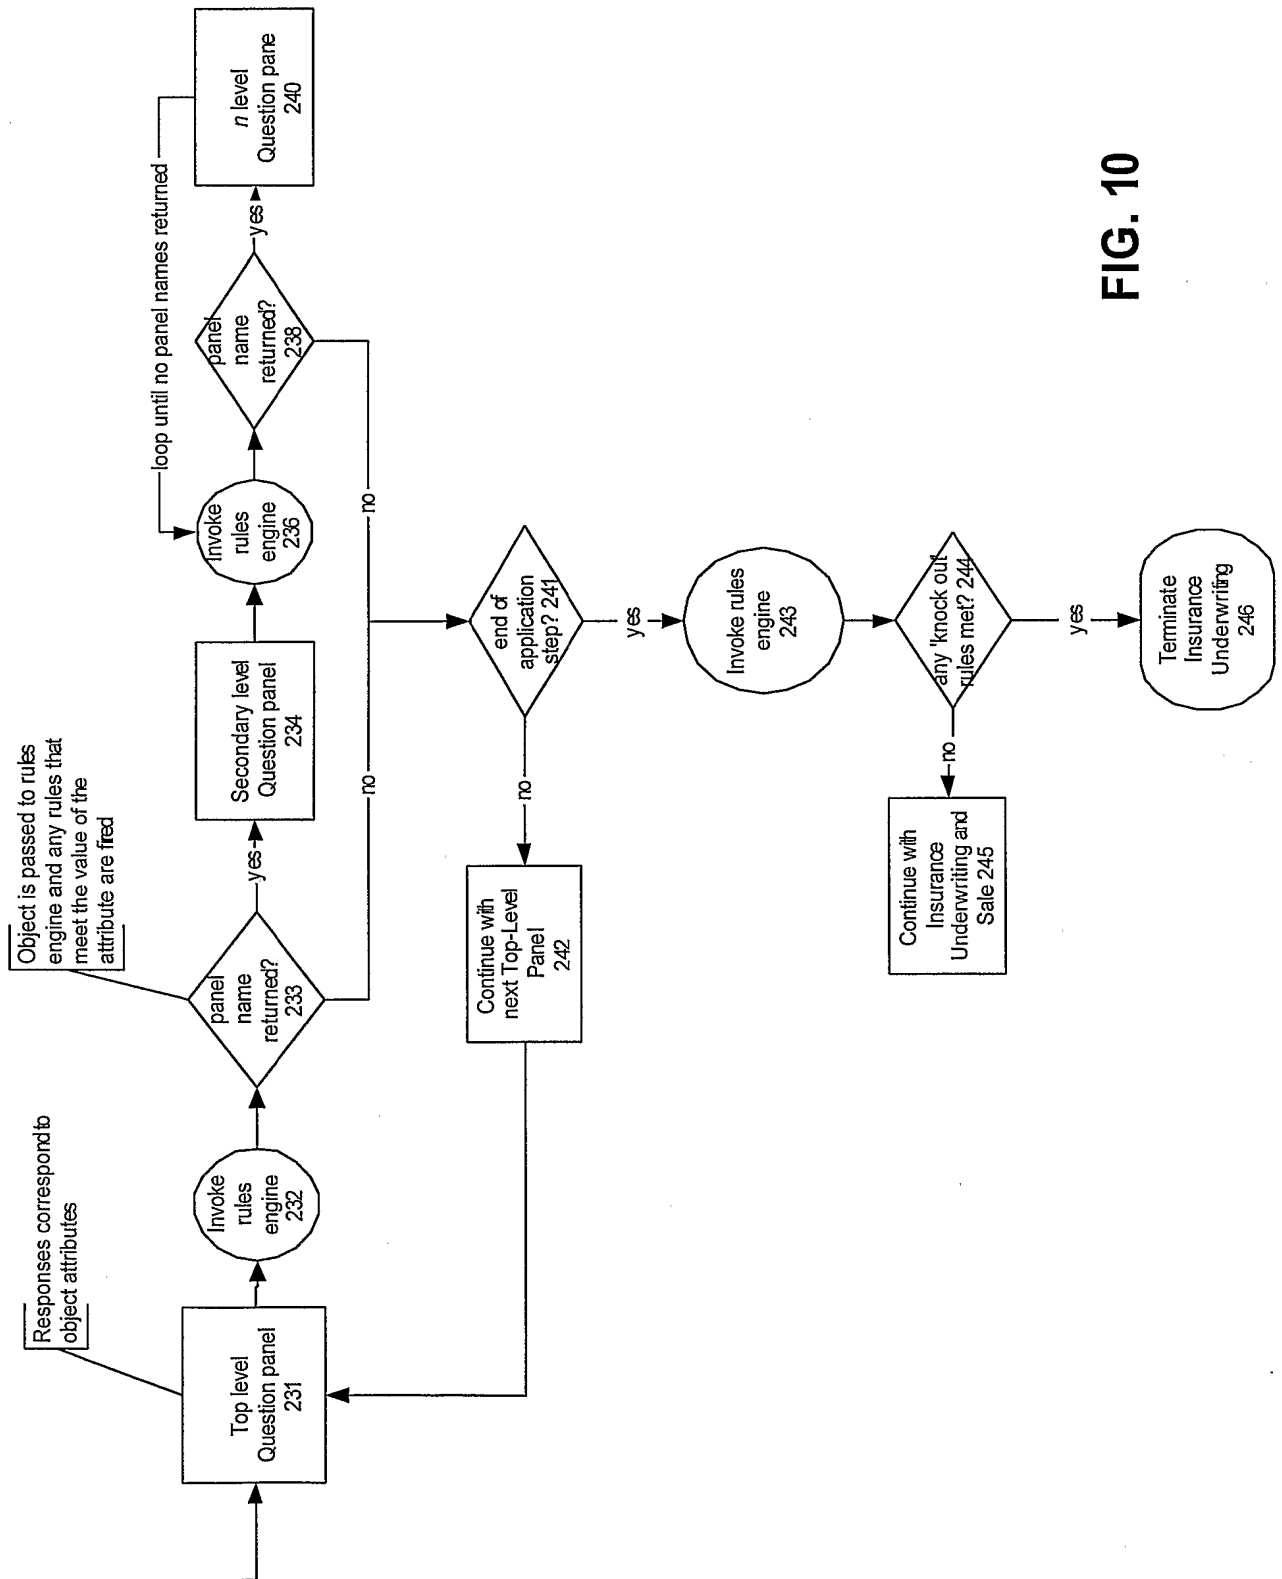 Responses correspond to
object attributes
Object is passed to rules
engine and any rules that
meet the value of the
attribute are fired
loop until no panel names returned
Top level
Question panel
231
Invoke
rules
engine
232
panel
name
returned?
233
yes
Secondary level
Question panel
234
Invoke
rules
engine
236
panel
name
returned?
238
yes
n level
Question pane
240
no
no
Continue with
next Top-Level
Panel
242
no
end of
application
step? 241
yes
Invoke rules
engine
243
Continue with
Insurance
Underwriting and
Sale 245
no
any 'knock out'
rules met? 244
yes
Terminate
Insurance
Underwriting
246
FIG. 10